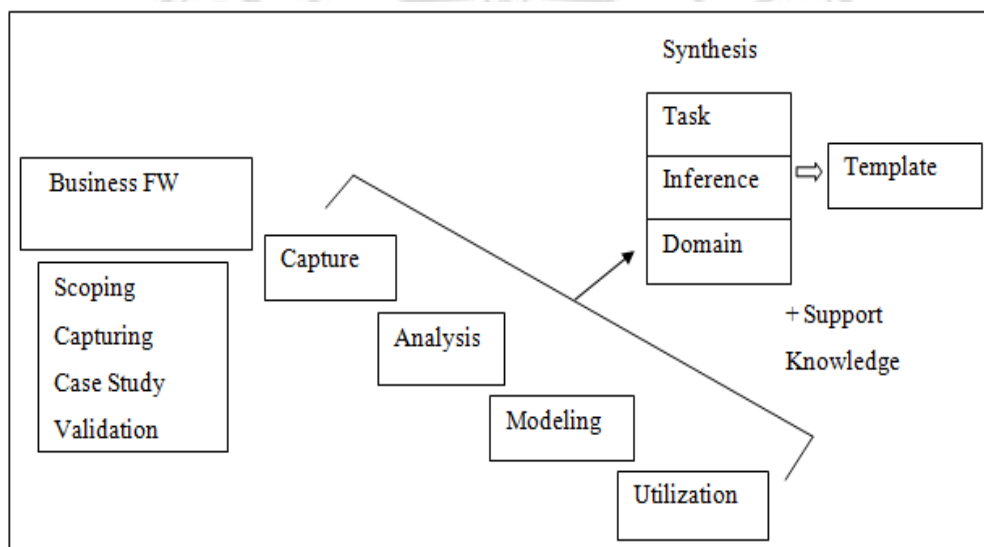 Business FW
Scoping
Capturing
Case Study
Validation
Capture
Analysis
Modeling
Utilization
Synthesis
Task
Inference
Domain
Template
+ Support
Knowledge